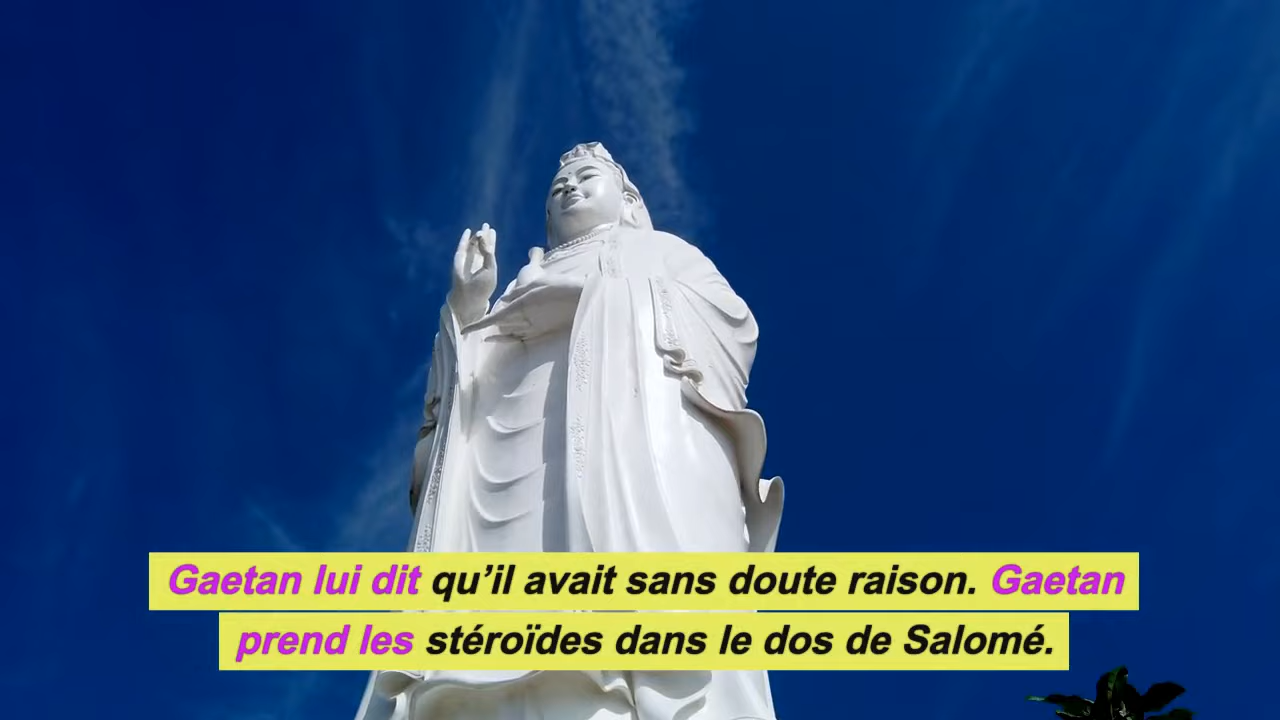 Gaetan lui dit qu’il avait sans doute raison. Gaetan
prend les stéroïdes dans le dos de Salomé.